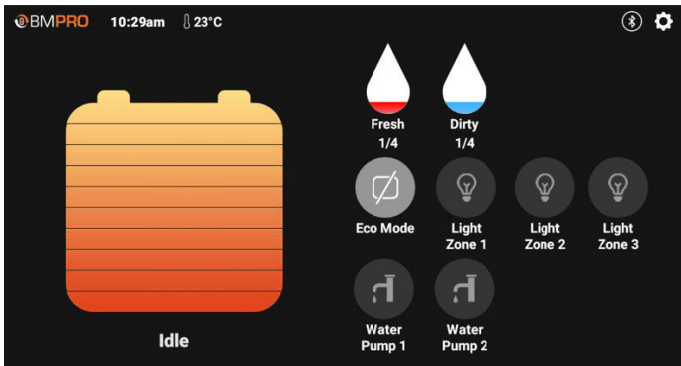 BMPRO 10:29am 23°C
Fresh Dirty
1/4 1/4
Eco Mode Light Light Light
Zone 1 Zone 2 Zone 3
Idle
Water Water
Pump 1 Pump 2